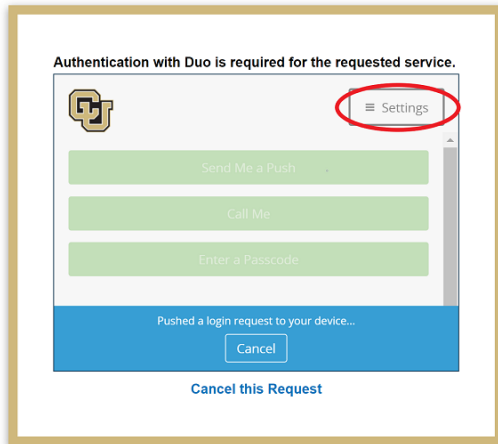 Authentication with Duo is required for the requested service.
CU
≡ Settings
Send Me a Push
Call Me
Enter a Passcode
Pushed a login request to your device...
Cancel
Cancel this Request